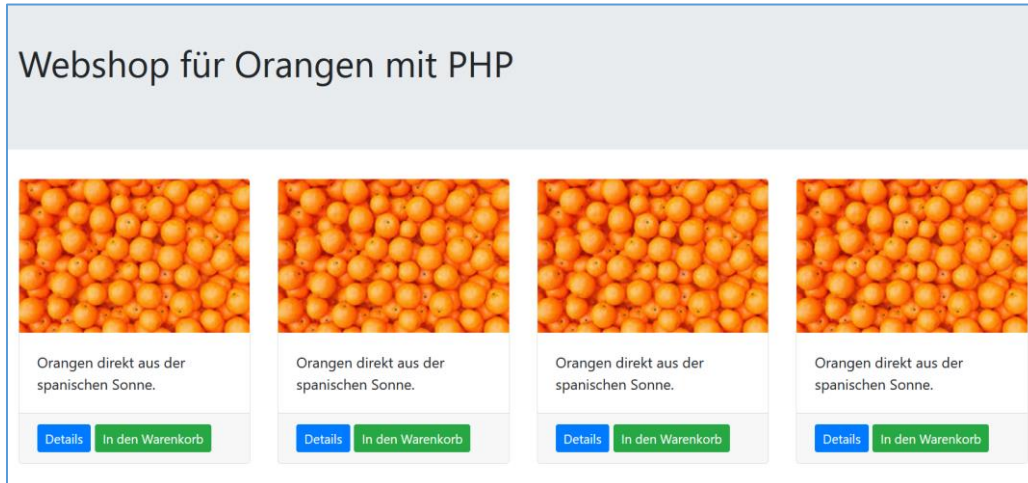 Webshop für Orangen mit PHP
Orangen direkt aus der
spanischen Sonne.
Details In den Warenkorb
Orangen direkt aus der
spanischen Sonne.
Details In den Warenkorb
Orangen direkt aus der
spanischen Sonne.
Details In den Warenkorb
Orangen direkt aus der
spanischen Sonne.
Details In den Warenkorb